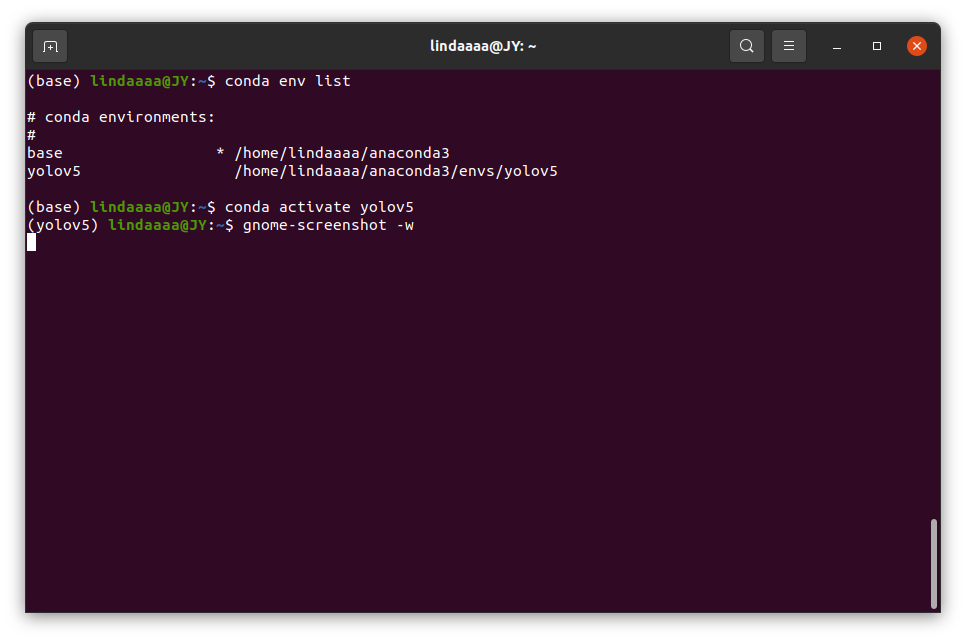 lindaaaa@JY: ~
(base) lindaaaa@JY:~$ conda env list
# conda environments:
#
base                 * /home/lindaaaa/anaconda3
yolov5                 /home/lindaaaa/anaconda3/envs/yolov5
(base) lindaaaa@JY:~$ conda activate yolov5
(yolov5) lindaaaa@JY:~$ gnome-screenshot -w